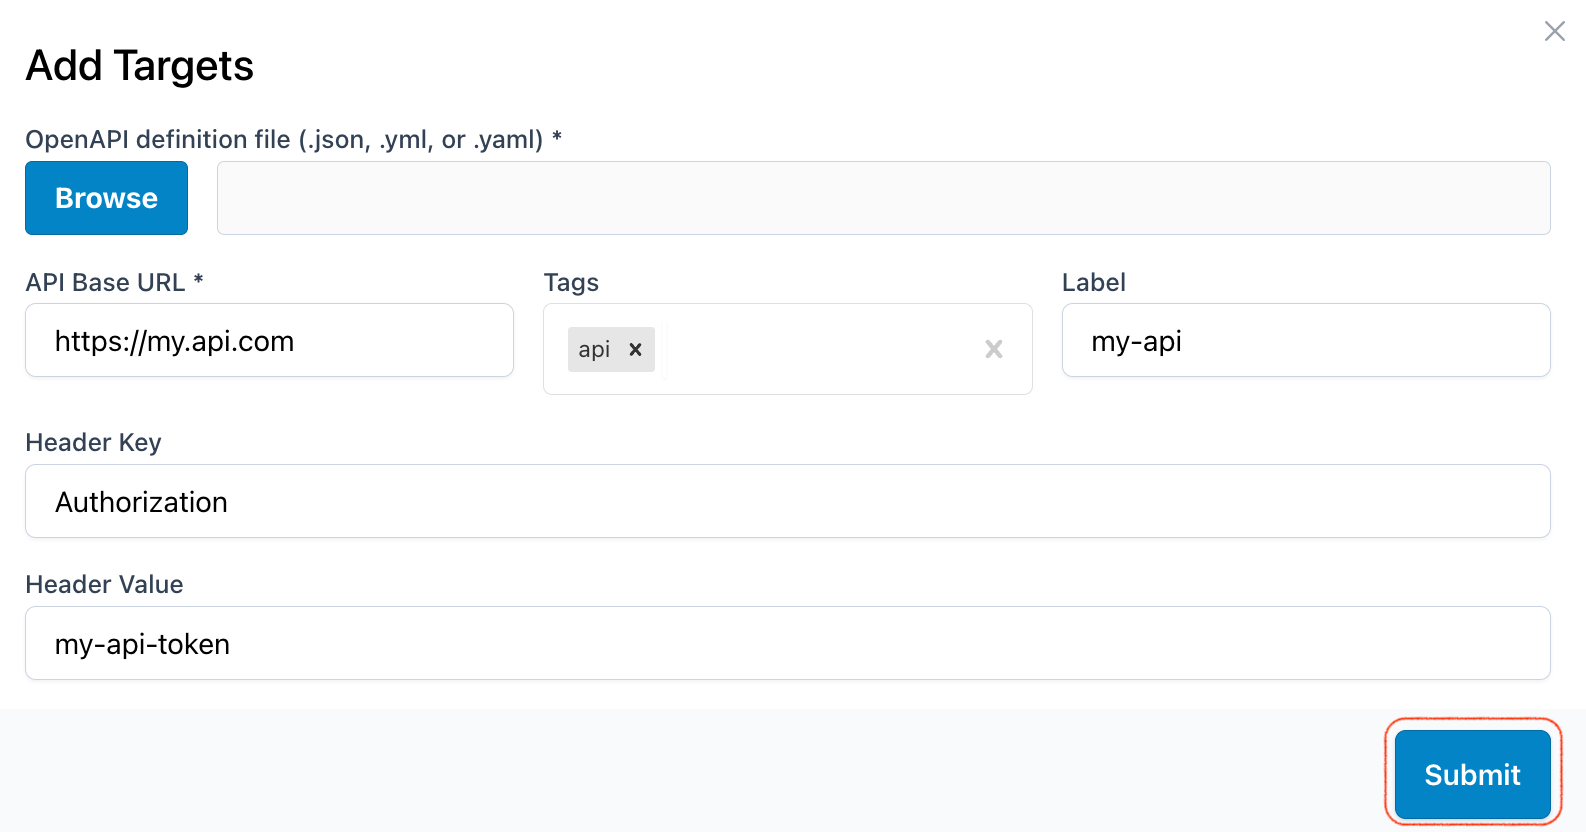 Add Targets
OpenAPI definition file (.json, .yml, or .yaml) *
Browse
API Base URL *
Tags
Label
https://my.api.com
api
my-api
Header Key
Authorization
Header Value
my-api-token
Submit